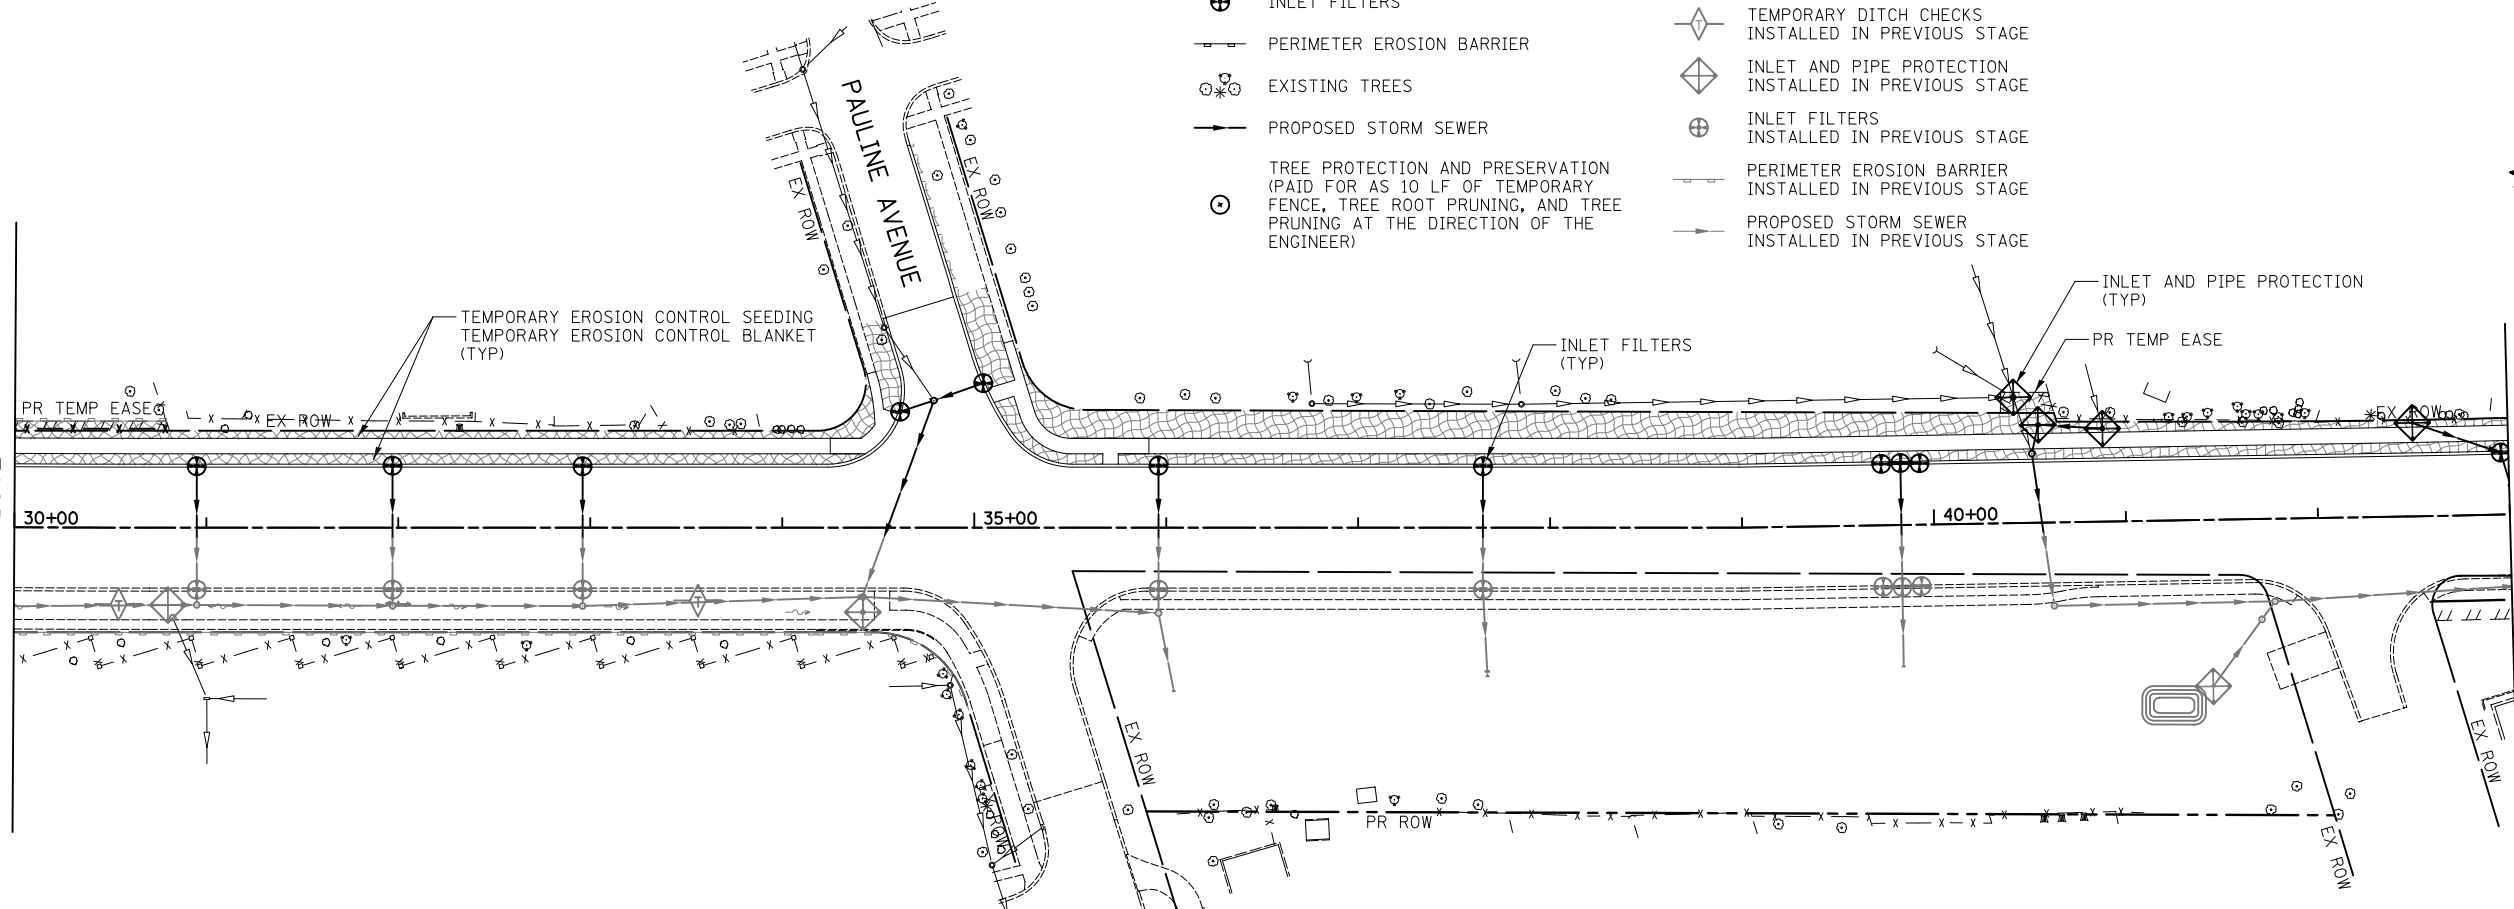 INLET FILTERS
PERIMETER EROSION BARRIER
EXISTING TREES
PROPOSED STORM SEWER
TREE PROTECTION AND PRESERVATION
(PAID FOR AS 10 LF OF TEMPORARY
FENCE, TREE ROOT PRUNING, AND TREE
PRUNING AT THE DIRECTION OF THE
ENGINEER)
T
TEMPORARY DITCH CHECKS
INSTALLED IN PREVIOUS STAGE
INLET AND PIPE PROTECTION
INSTALLED IN PREVIOUS STAGE
INLET FILTERS
INSTALLED IN PREVIOUS STAGE
PERIMETER EROSION BARRIER
INSTALLED IN PREVIOUS STAGE
PROPOSED STORM SEWER
INSTALLED IN PREVIOUS STAGE
PAULINE AVENUE
EX ROW
EX ROW
TEMPORARY EROSION CONTROL SEEDING
TEMPORARY EROSION CONTROL BLANKET
(TYP)
INLET FILTERS
(TYP)
INLET AND PIPE PROTECTION
(TYP)
PR TEMP EASE
PR TEMP EASE
EX ROW
EX ROW
30+00
35+00
40+00
T
T
EX ROW
EX ROW
EX ROW
PR ROW
EX ROW